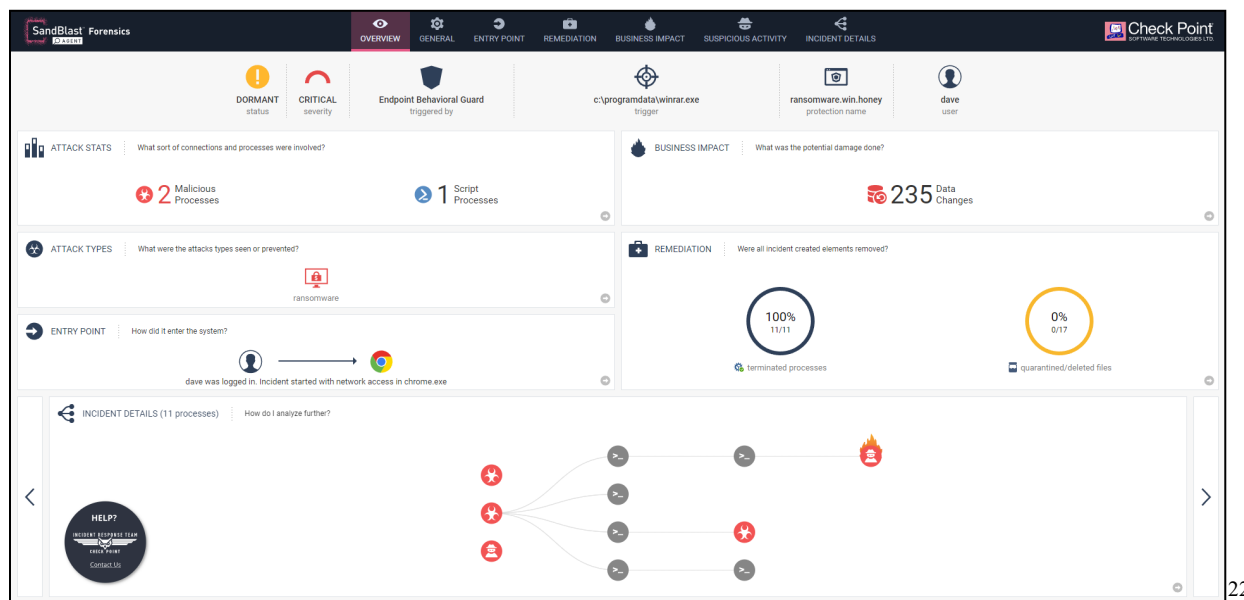 SandBlast Forensics
AGENT
OVERVIEW
GENERAL
ENTRY POINT
REMEDIATION
BUSINESS IMPACT
SUSPICIOUS ACTIVITY
INCIDENT DETAILS
Check Point
SOFTWARE TECHNOLOGIES LTD.
DORMANT
status
CRITICAL
severity
Endpoint Behavioral Guard
triggered by
c:\programdata\winrar.exe
trigger
ransomware.win.honey
protection name
dave
user
ATTACK STATS
What sort of connections and processes were involved?
2 Malicious
Processes
1 Script
Processes
BUSINESS IMPACT
What was the potential damage done?
235 Data
Changes
ATTACK TYPES
What were the attacks types seen or prevented?
ransomware
REMEDIATION
Were all incident created elements removed?
100%
11/11
terminated processes
0%
0/17
quarantined/deleted files
ENTRY POINT
How did it enter the system?
dave was logged in. Incident started with network access in chrome.exe
INCIDENT DETAILS (11 processes)
How do I analyze further?
HELP?
INCIDENT RESPONSE TEAM
CHECK POINT
Contact Us